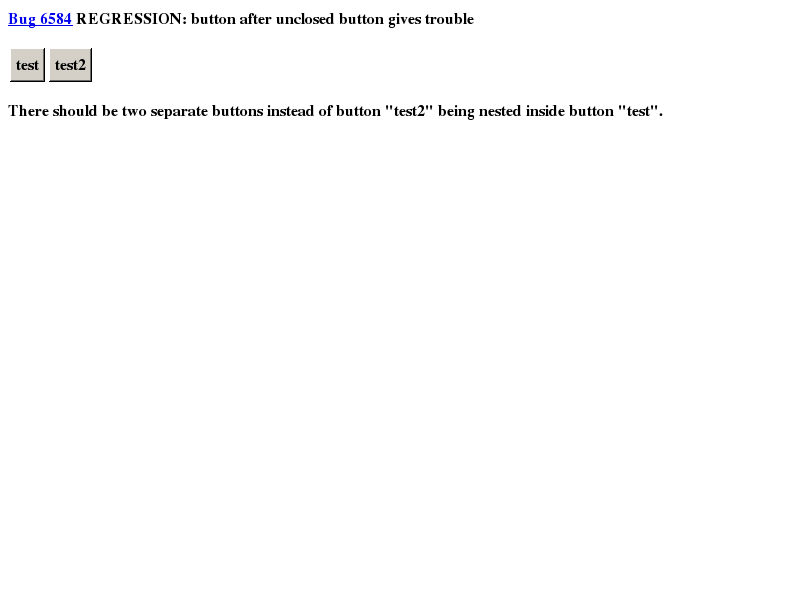 Bug 6584 REGRESSION: button after unclosed button gives trouble
test test2
There should be two separate buttons instead of button "test2" being nested inside button "test".